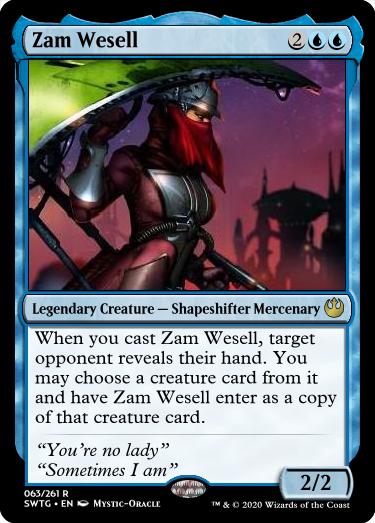 Zam Wesell 2
Legendary Creature — Shapeshifter Mercenary
When you cast Zam Wesell, target
opponent reveals their hand. You
may choose a creature card from it
and have Zam Wesell enter as a copy
of that creature card.
“You’re no lady”
“Sometimes I am”
2/2
063/261 R
SWTG • EN Mystic-Oracle
™ & © 2020 Wizards of the Coast